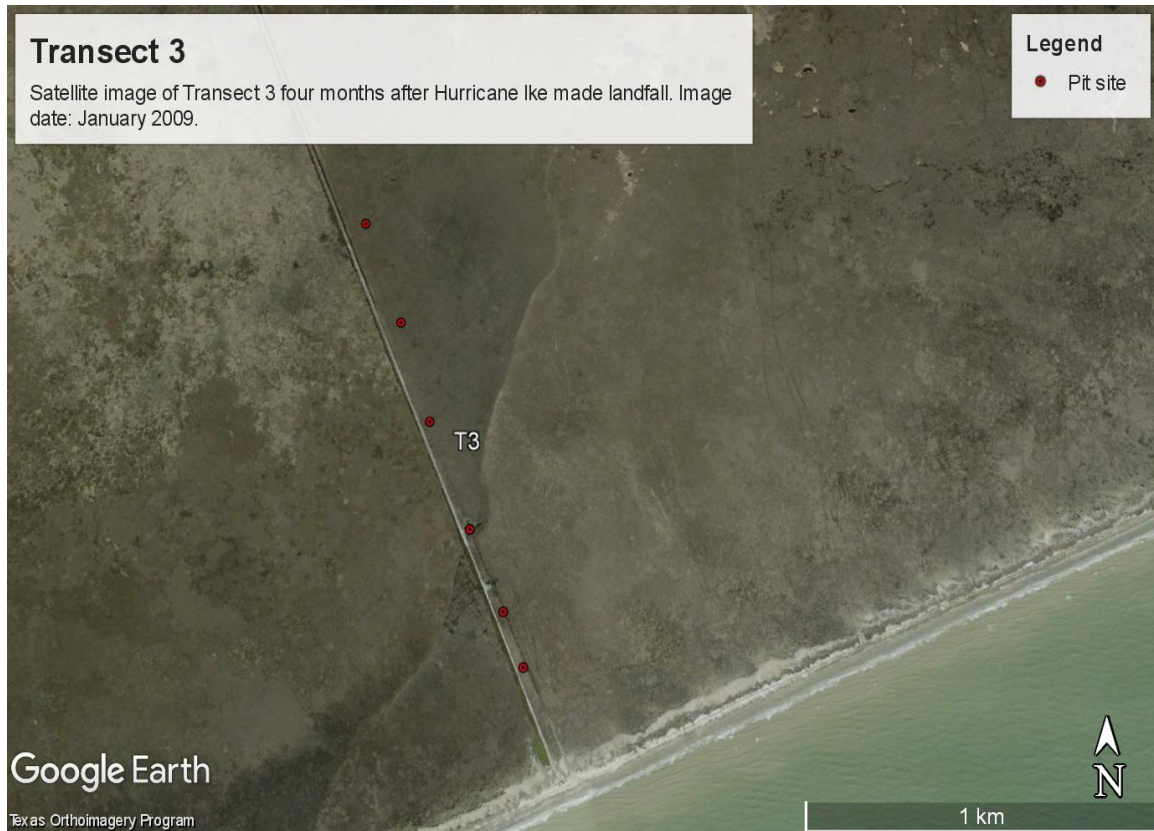 Transect 3
Satellite image of Transect 3 four months after Hurricane Ike made landfall. Image
date: January 2009.
Legend
Pit site
T3
Google Earth
N
Texas Orthoimagery Program
1 km